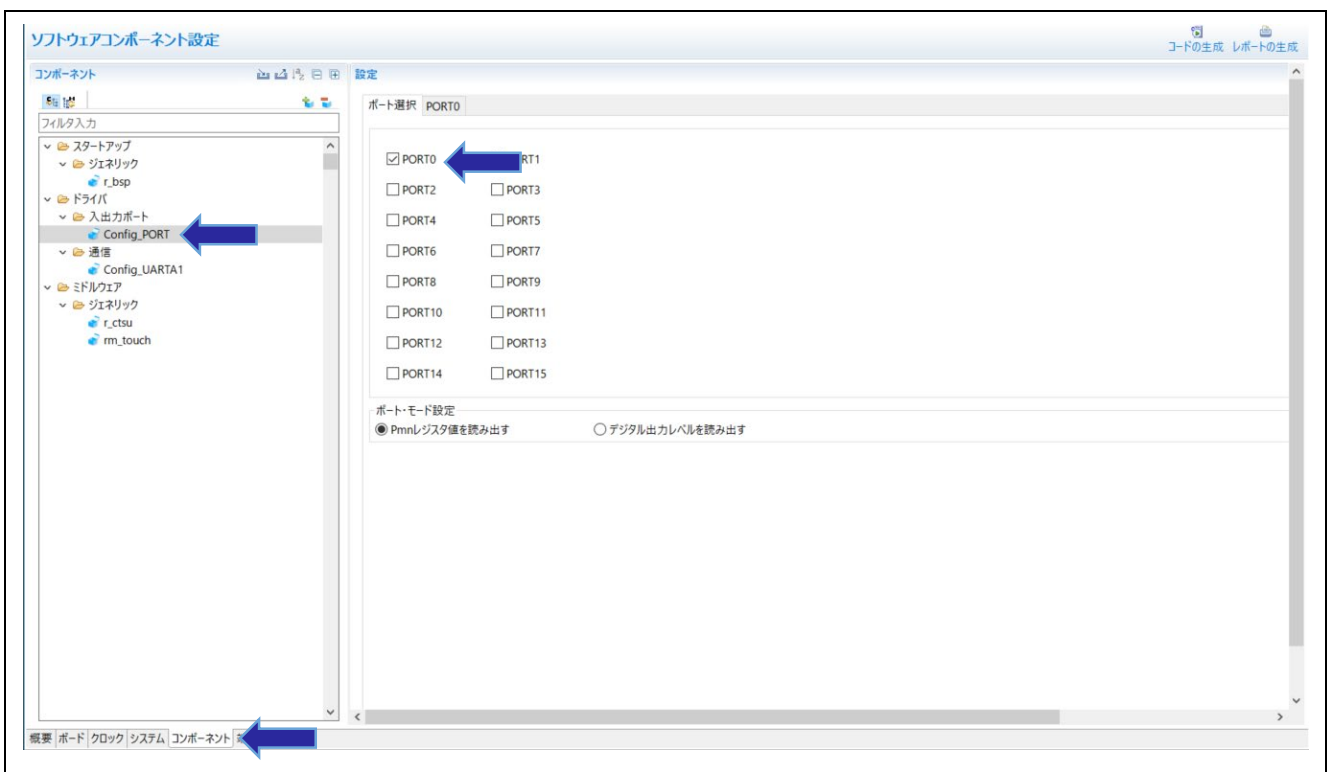 ソフトウェアコンポーネント設定
コードの生成 レポートの生成
コンポーネント
設定
フィルタ入力
スタートアップ
ジェネリック
r_bsp
ドライバ
入出力ポート
Config_PORT
通信
Config_UARTA1
ミドルウェア
ジェネリック
r_ctsu
rm_touch
ポート選択 PORT0
PORT0 RT1
PORT2 PORT3
PORT4 PORT5
PORT6 PORT7
PORT8 PORT9
PORT10 PORT11
PORT12 PORT13
PORT14 PORT15
ポート・モード設定
Pmnレジスタ値を読み出す デジタル出力レベルを読み出す
概要 ボード クロック システム コンポーネント